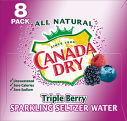 8
PACK
ALL NATURAL
SINCE 1904
CANADA
DRY
Unsweetened
Zero Calories
Zero Sodium
Triple Berry
SPARKLING SELTZER WATER